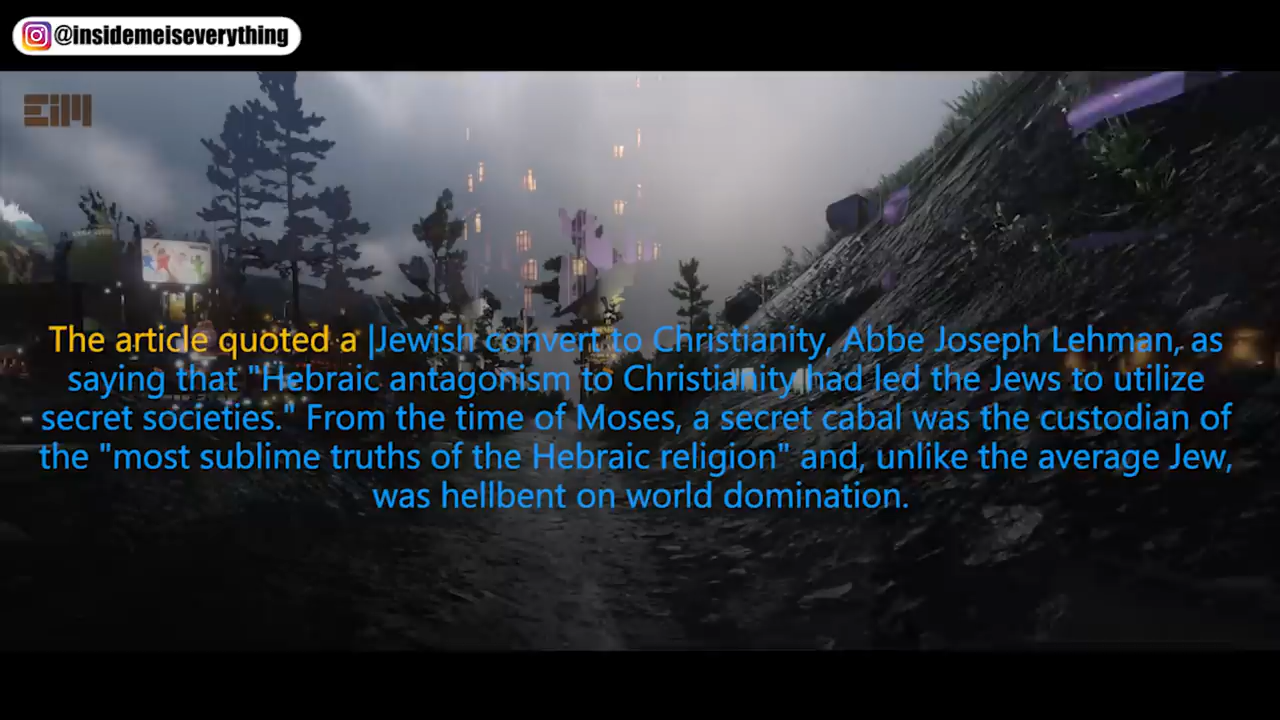 @insidemeiseverything
EiM
The article quoted a |Jewish convert to Christianity, Abbe Joseph Lehman, as
saying that "Hebraic antagonism to Christianity had led the Jews to utilize
secret societies." From the time of Moses, a secret cabal was the custodian of
the "most sublime truths of the Hebraic religion" and, unlike the average Jew,
was hellbent on world domination.